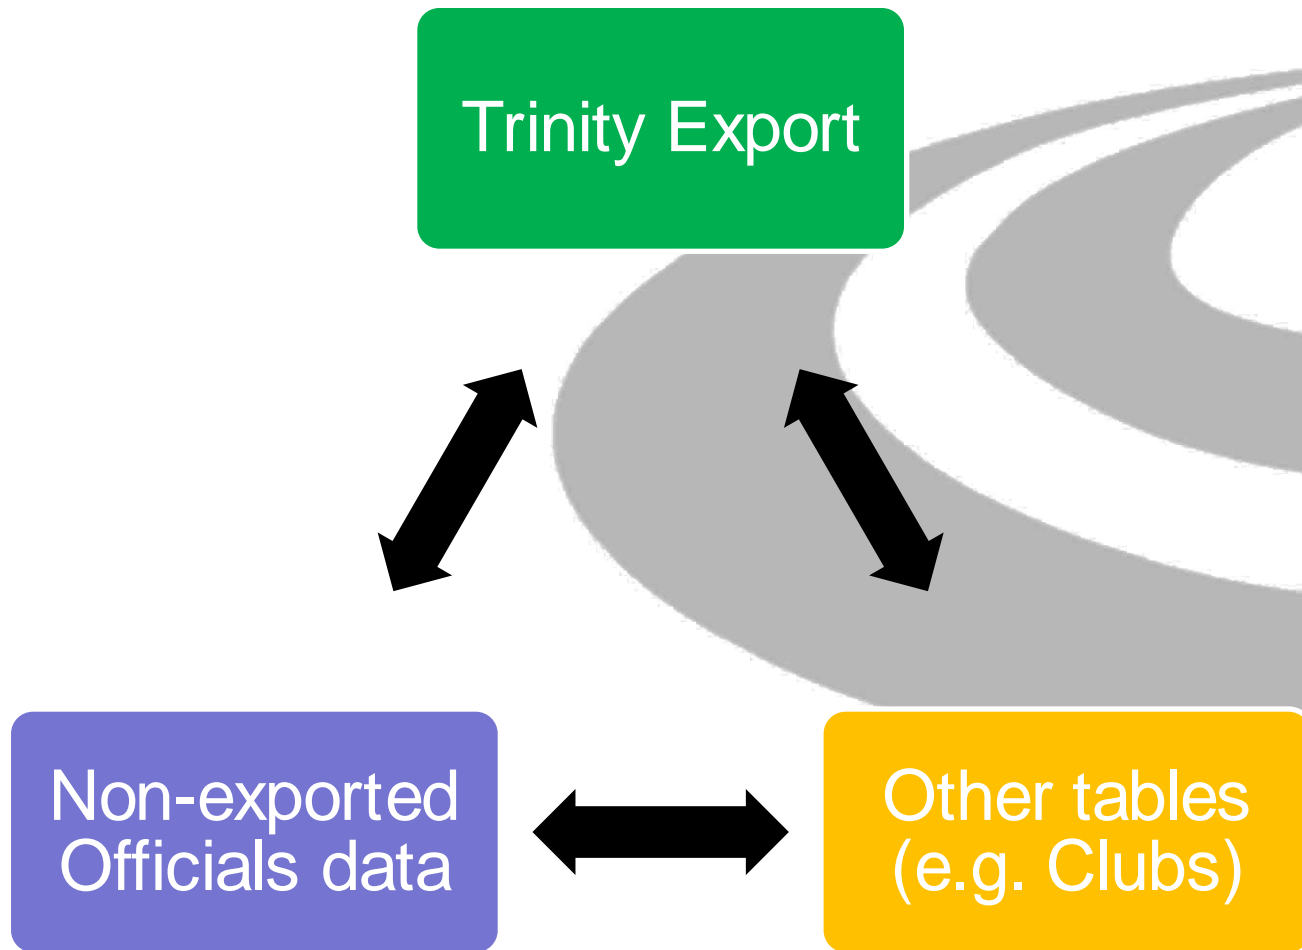 Trinity Export
Non-exported
Officials data
Other tables
(e.g. Clubs)